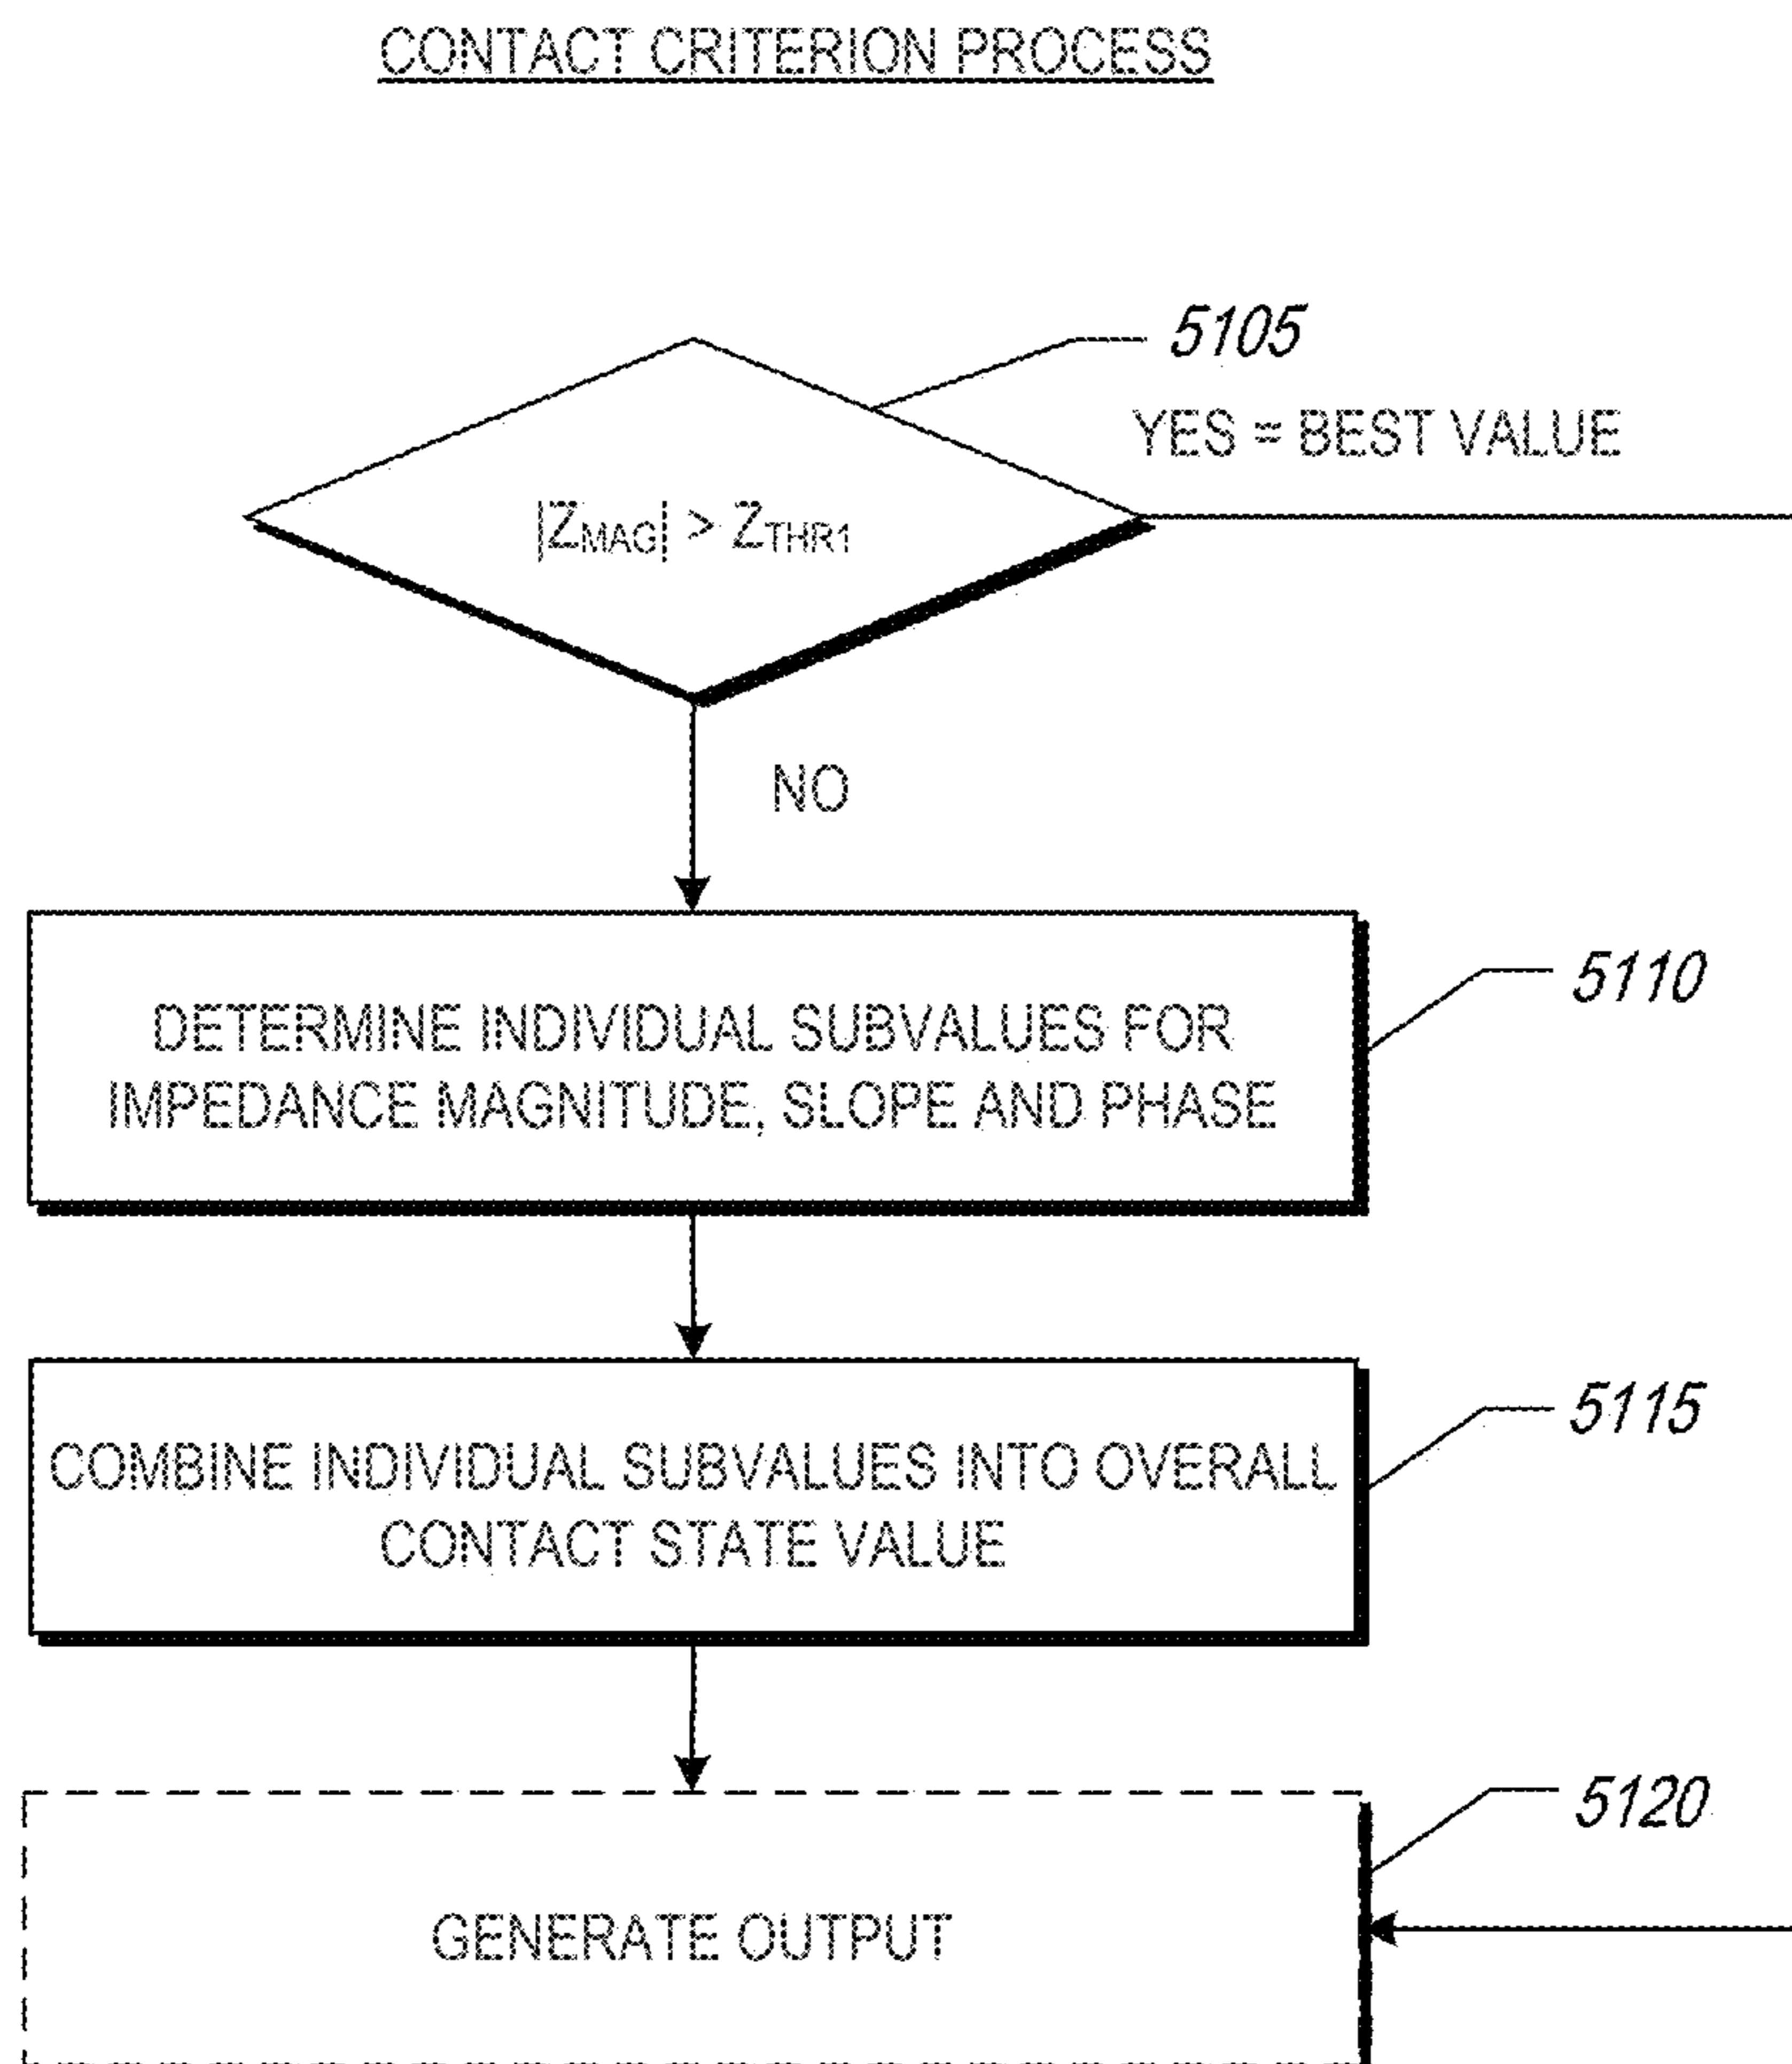 CONTACT CRITERION PROCESS
5105
YES = BEST VALUE
|ZMAG| > ZTHR1
NO
5110
DETERMINE INDIVIDUAL SUBVALUES FOR
IMPEDANCE MAGNITUDE, SLOPE AND PHASE
5115
COMBINE INDIVIDUAL SUBVALUES INTO OVERALL
CONTACT STATE VALUE
5120
GENERATE OUTPUT